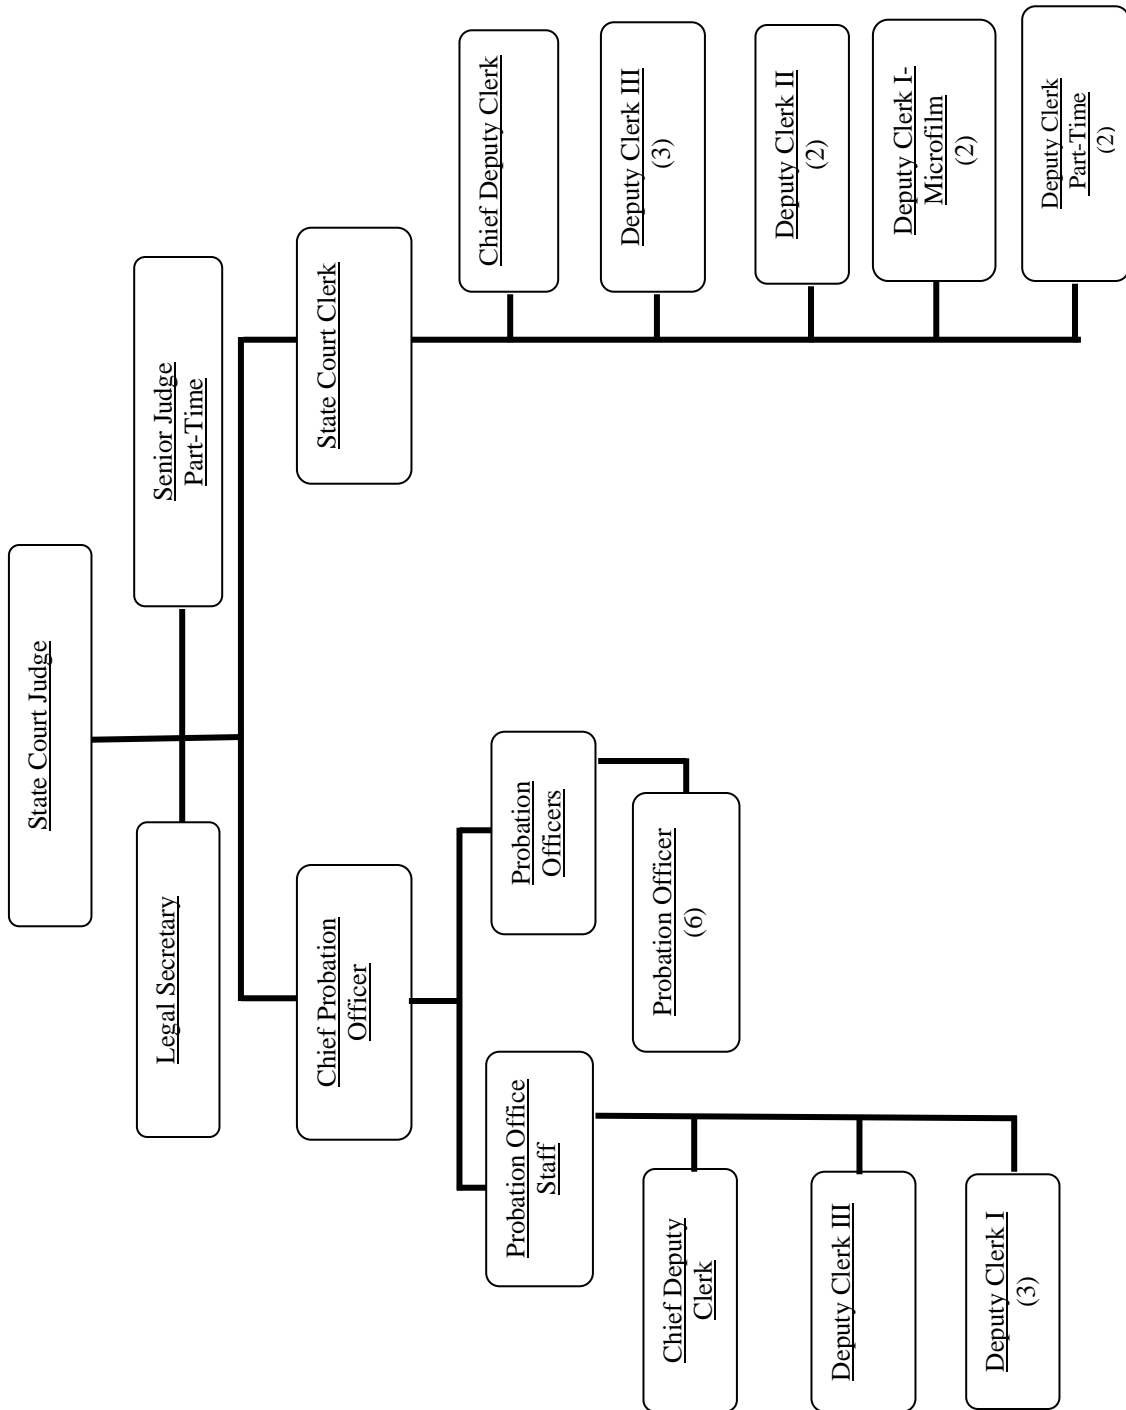 State Court Judge
Legal Secretary
Senior Judge
Part-Time
Chief Probation
Officer
State Court Clerk
Probation Office
Staff
Probation
Officers
Chief Deputy
Clerk
Deputy Clerk III
Deputy Clerk I
(3)
Probation Officer
(6)
Chief Deputy Clerk
Deputy Clerk III
(3)
Deputy Clerk II
(2)
Deputy Clerk I-
Microfilm
(2)
Deputy Clerk
Part-Time
(2)